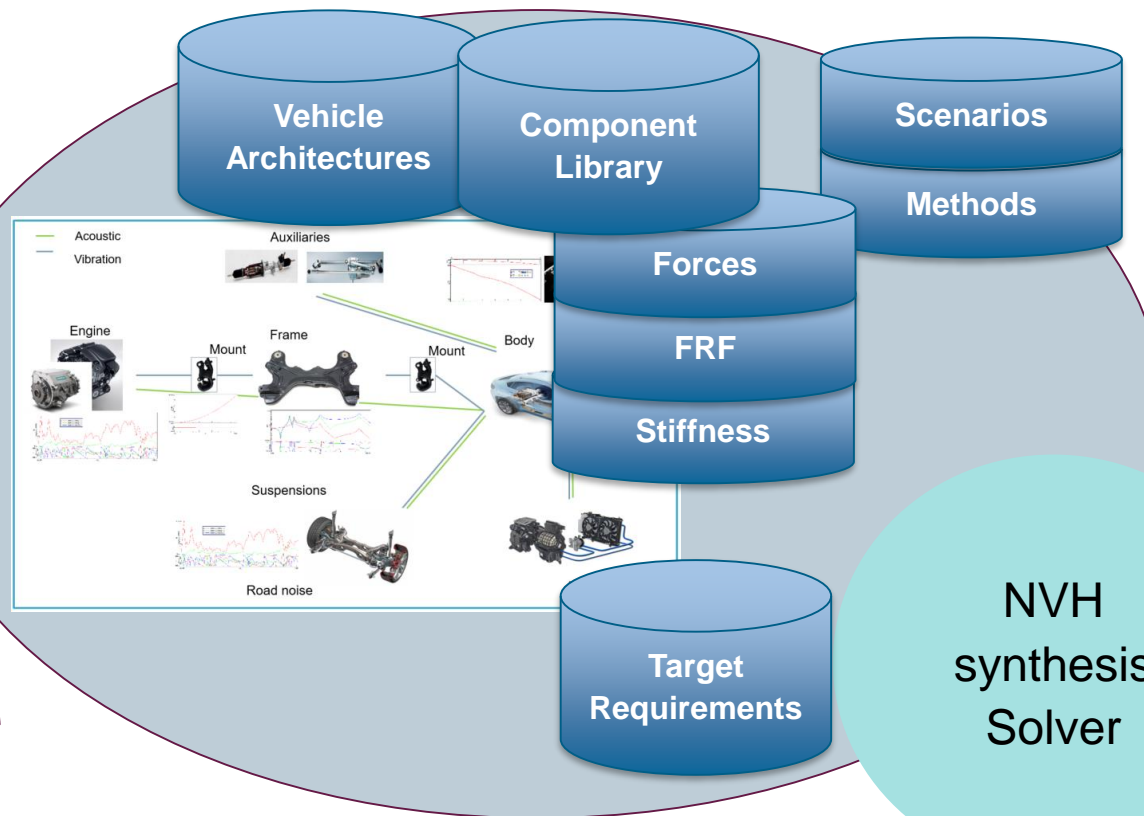 Vehicle
Architectures
Component
Library
Scenarios
Methods
Forces
FRF
Stiffness
Acoustic
Vibration
Auxiliaries
Engine
Mount
Frame
Mount
Body
Suspensions
Road noise
Target
Requirements
NVH
synthesis
Solver